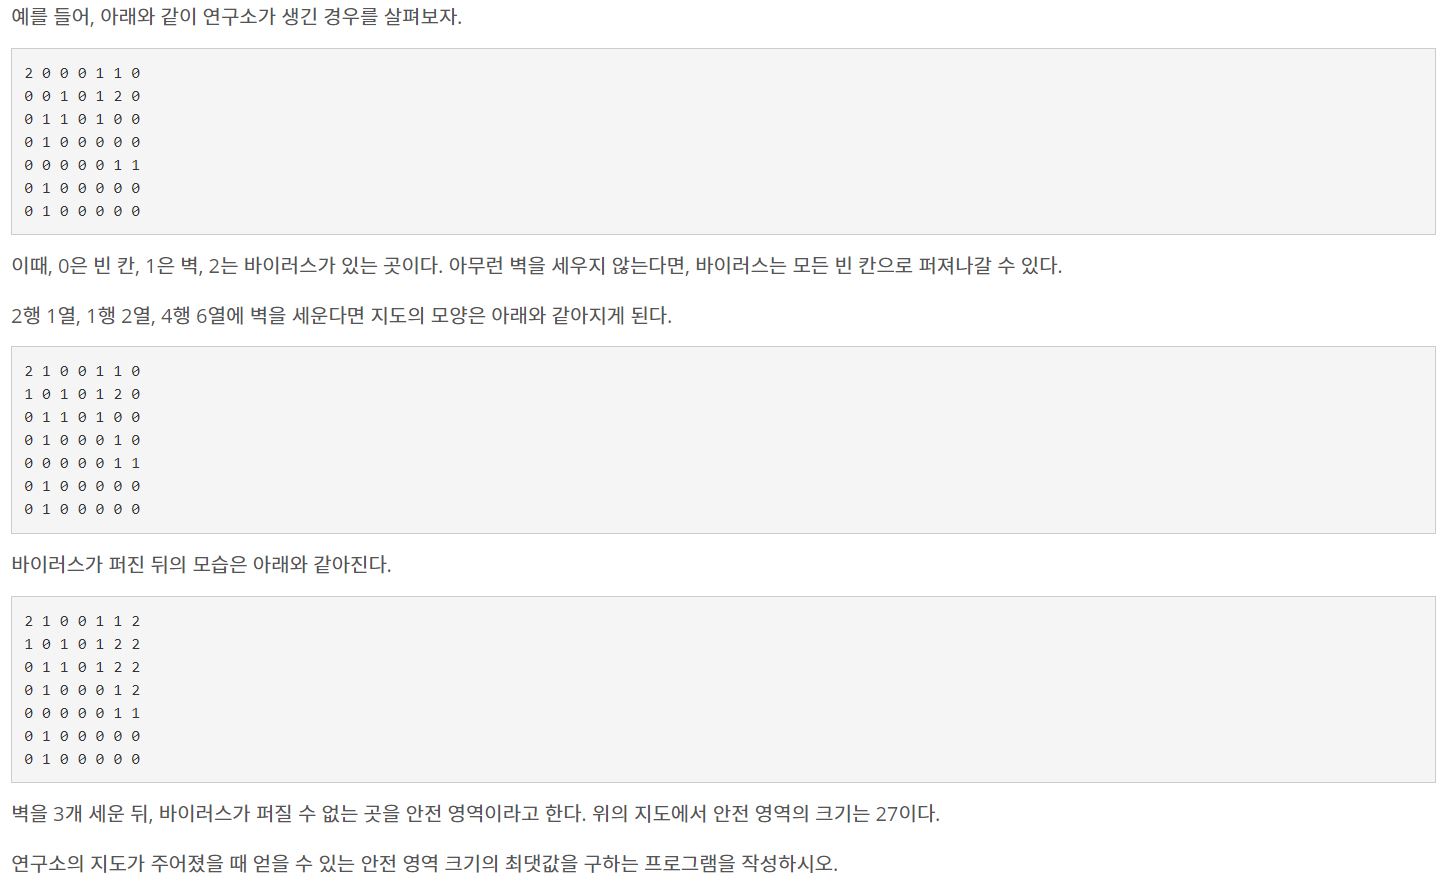 예를 들어, 아래와 같이 연구소가 생긴 경우를 살펴보자.
2 0 0 0 1 1 0
0 0 1 0 1 2 0
0 1 1 0 1 0 0
0 1 0 0 0 0 0
0 0 0 0 0 1 1
0 1 0 0 0 0 0
0 1 0 0 0 0 0
이때, 0은 빈 칸, 1은 벽, 2는 바이러스가 있는 곳이다. 아무런 벽을 세우지 않는다면, 바이러스는 모든 빈 칸으로 퍼져나갈 수 있다.
2행 1열, 1행 2열, 4행 6열에 벽을 세운다면 지도의 모양은 아래와 같아지게 된다.
2 1 0 0 1 1 0
1 0 1 0 1 2 0
0 1 1 0 1 0 0
0 1 0 0 0 1 0
0 0 0 0 0 1 1
0 1 0 0 0 0 0
0 1 0 0 0 0 0
바이러스가 퍼진 뒤의 모습은 아래와 같아진다.
2 1 0 0 1 1 2
1 0 1 0 1 2 2
0 1 1 0 1 2 2
0 1 0 0 0 1 2
0 0 0 0 0 1 1
0 1 0 0 0 0 0
0 1 0 0 0 0 0
벽을 3개 세운 뒤, 바이러스가 퍼질 수 없는 곳을 안전 영역이라고 한다. 위의 지도에서 안전 영역의 크기는 27이다.
연구소의 지도가 주어졌을 때 얻을 수 있는 안전 영역 크기의 최댓값을 구하는 프로그램을 작성하시오.